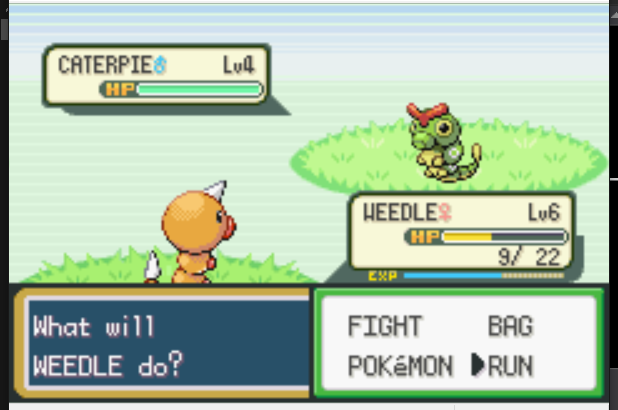 CATERPIE♂ Lv4
HP
WEEDLE♀ Lv6
HP
9/ 22
EXP
What will
WEEDLE do?
FIGHT BAG
POKéMON ▶RUN